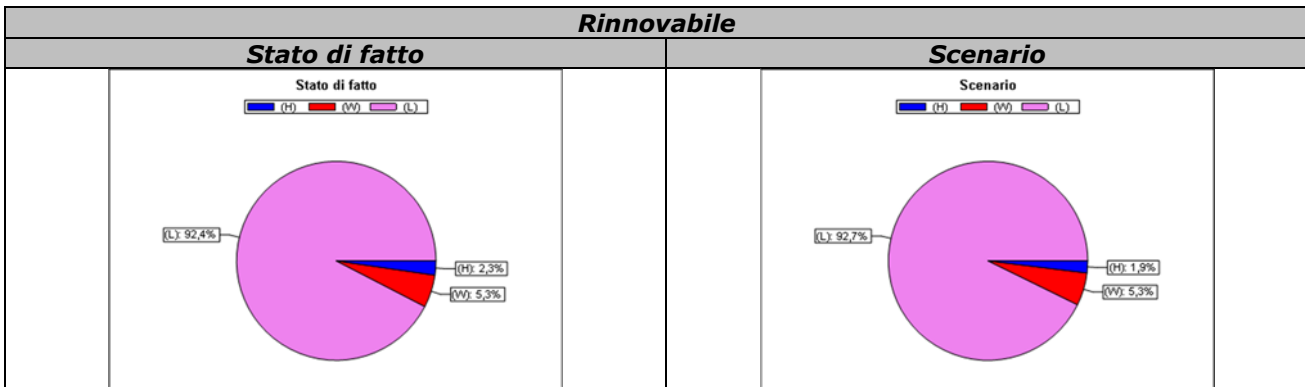 Rinnovabile
Stato di fatto
Scenario
Stato di fatto
(H) (W) (L)
(L): 92,4%
(H): 2,3%
(W): 5,3%
Scenario
(H) (W) (L)
(L): 92,7%
(H): 1,9%
(W): 5,3%